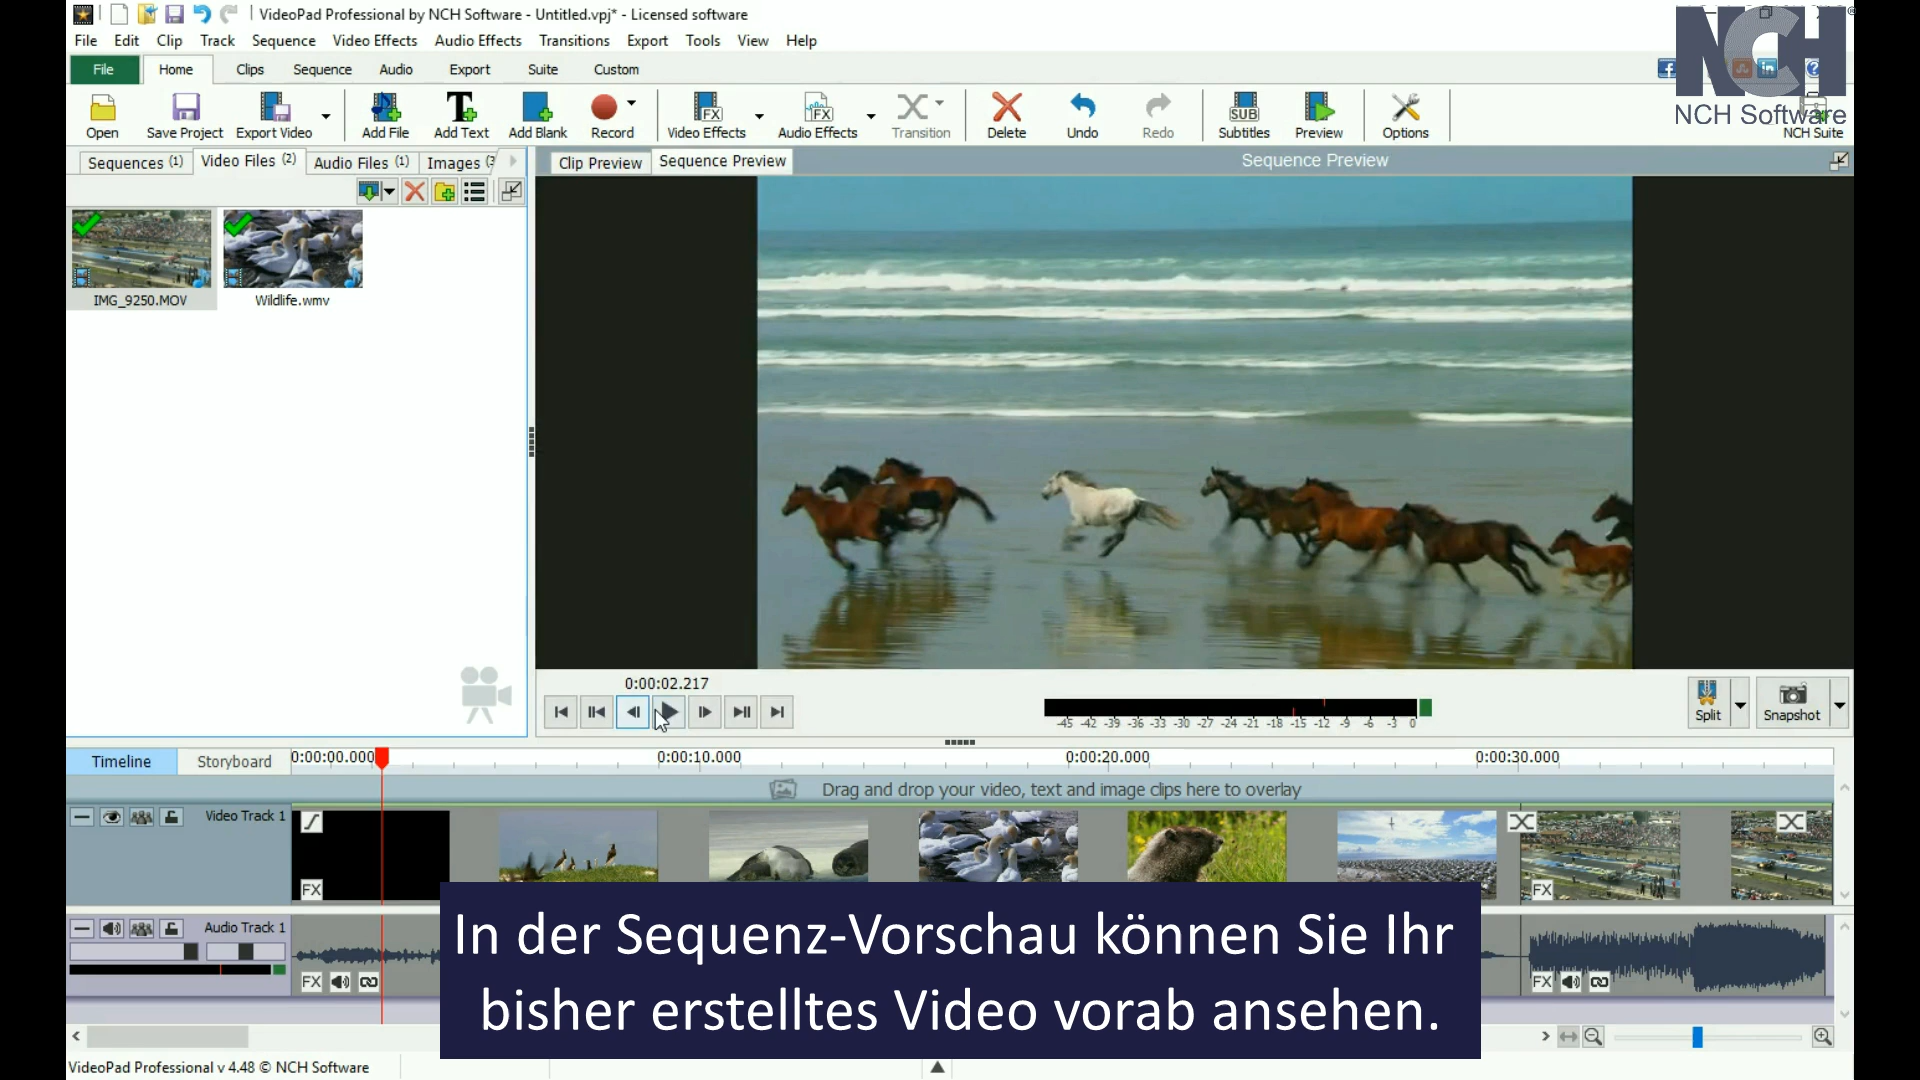 VideoPad Professional by NCH Software - Untitled.vpj* - Licensed software
File Edit Clip Track Sequence Video Effects Audio Effects Transitions Export Tools View Help
File Home Clips Sequence Audio Export Suite Custom
NCH
NCH Software
Open Save Project Export Video Add File Add Text Add Blank Record Video Effects Audio Effects Transition Delete Undo Redo Subtitles Preview Options NCH Suite
Sequences (1) Video Files (2) Audio Files (1) Images
Clip Preview Sequence Preview Sequence Preview
IMG_9250.MOV Wildlife.wmv
0:00:02.217
-45 -42 -39 -36 -33 -30 -27 -24 -21 -18 -15 -12 -9 -6 -3 0
Split Snapshot
Timeline Storyboard 0:00:00.000 0:00:10.000 0:00:20.000 0:00:30.000
Drag and drop your video, text and image clips here to overlay
Video Track 1
FX FX
Audio Track 1
FX FX
In der Sequenz-Vorschau können Sie Ihr
bisher erstelltes Video vorab ansehen.
VideoPad Professional v 4.48 © NCH Software